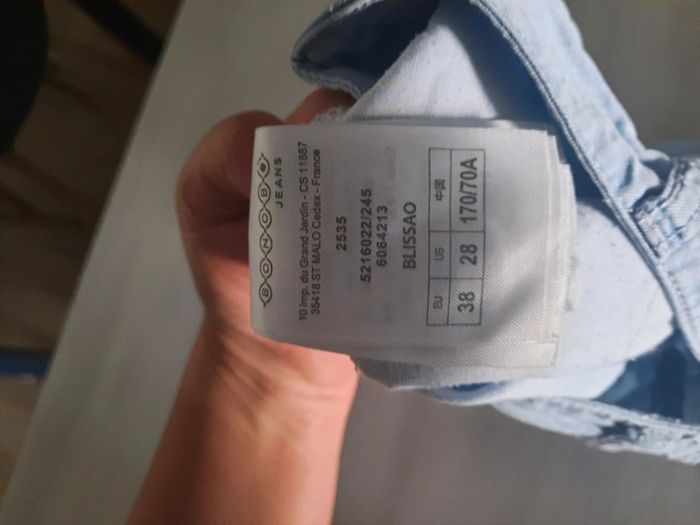 BONOBO
JEANS
10 Imp. du Grand Jardin - CS 11887
35418 ST MALO Cedex - France
2535
5216022/245
6064213
BLISSAO
EU US 中国
38 28 170/70A